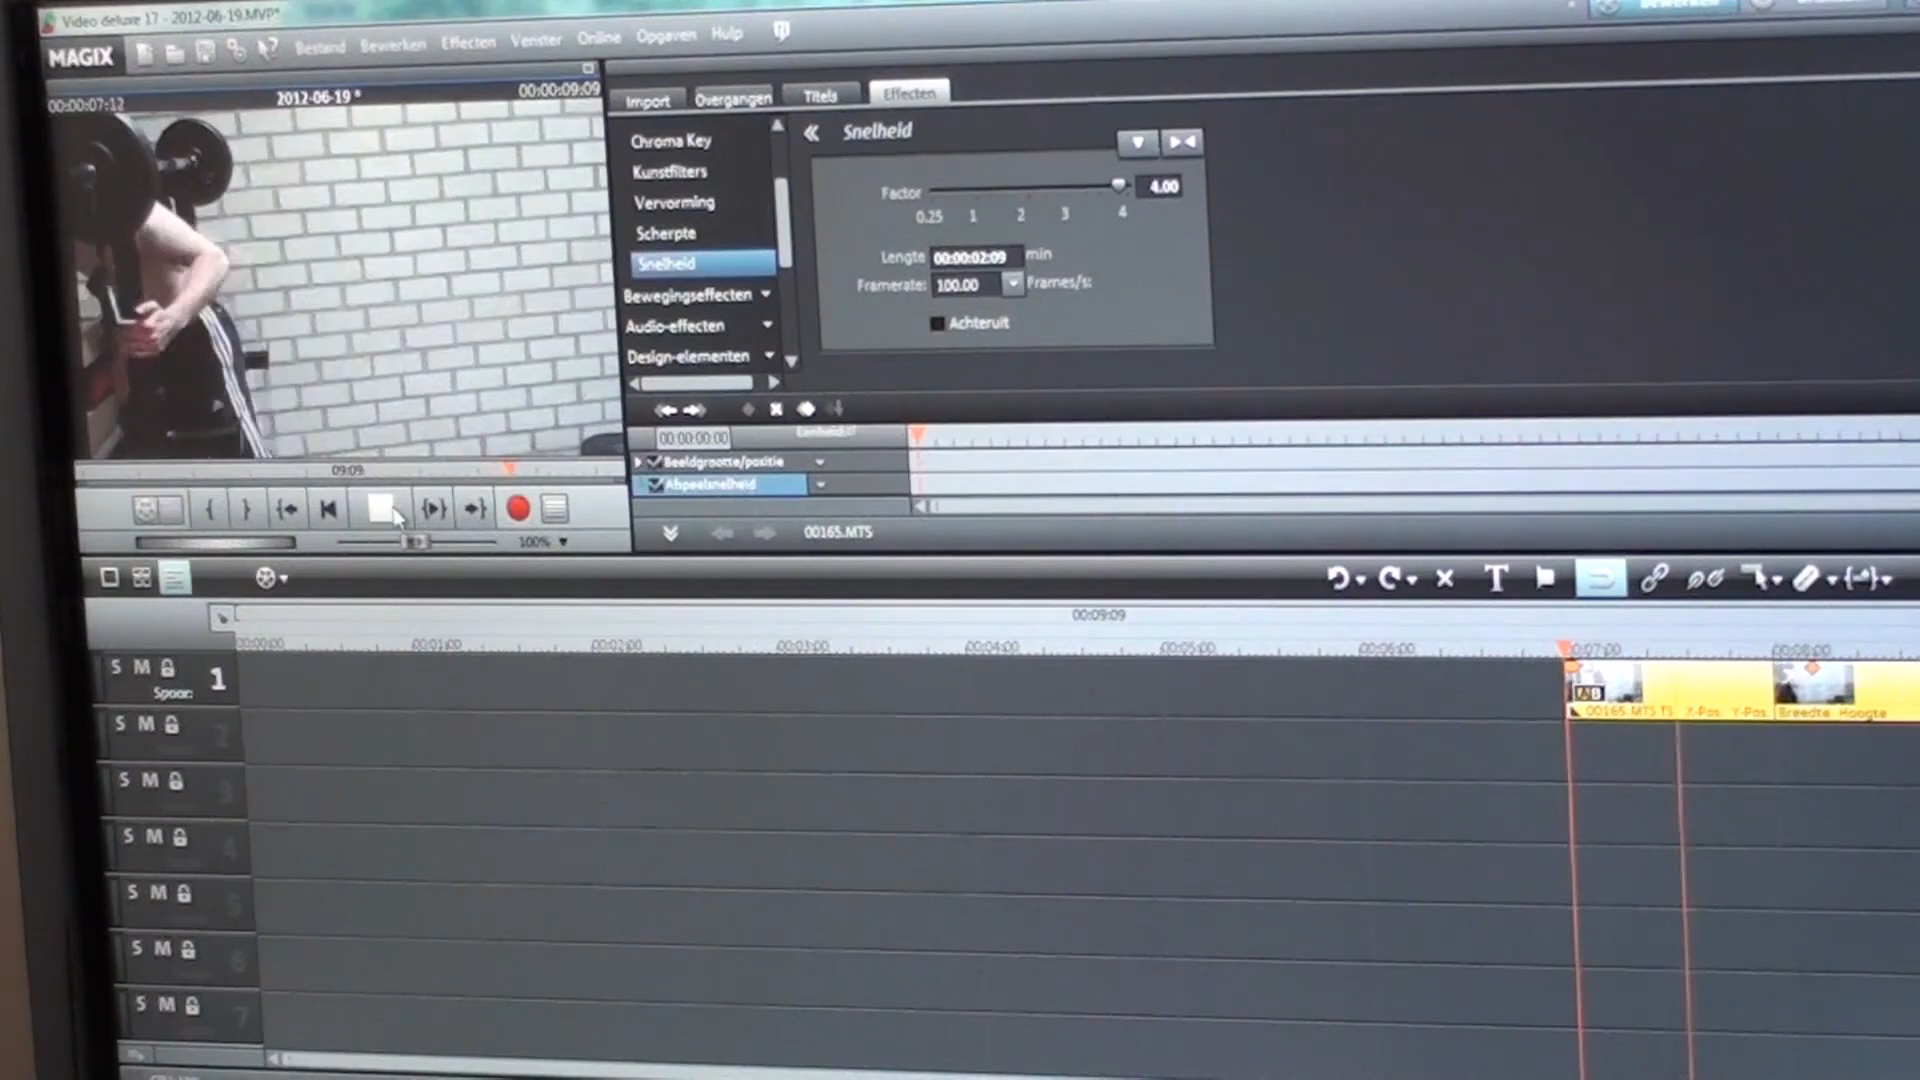 Video deluxe 17 - 2012-06-19.MVP*
MAGIX Bestand Bewerken Effecten Venster Online Opgaven Hulp
00:00:07:12 2012-06-19 * 00:00:09:09
Import Overgangen Titels Effecten
Chroma Key
Kunstfilters
Vervorming
Scherpte
Snelheid
Bewegingseffecten
Audio-effecten
Design-elementen
Snelheid
Factor 4.00
0.25 1 2 3 4
Lengte 00:00:02:09 min
Framerate: 100.00 Frames/s:
Achteruit
00:00:00:00
Beeldgrootte/positie
Afspeelsnelheid
00165.MTS
09:09
100%
00:09:09
00:00:00 00:01:00 00:02:00 00:03:00 00:04:00 00:05:00 00:06:00 00:07:00 00:08:00
S M
Spoor: 1
00165.MTS X-Pos. Y-Pos. Breedte Hoogte
S M 2
S M 3
S M 4
S M 5
S M 6
S M 7